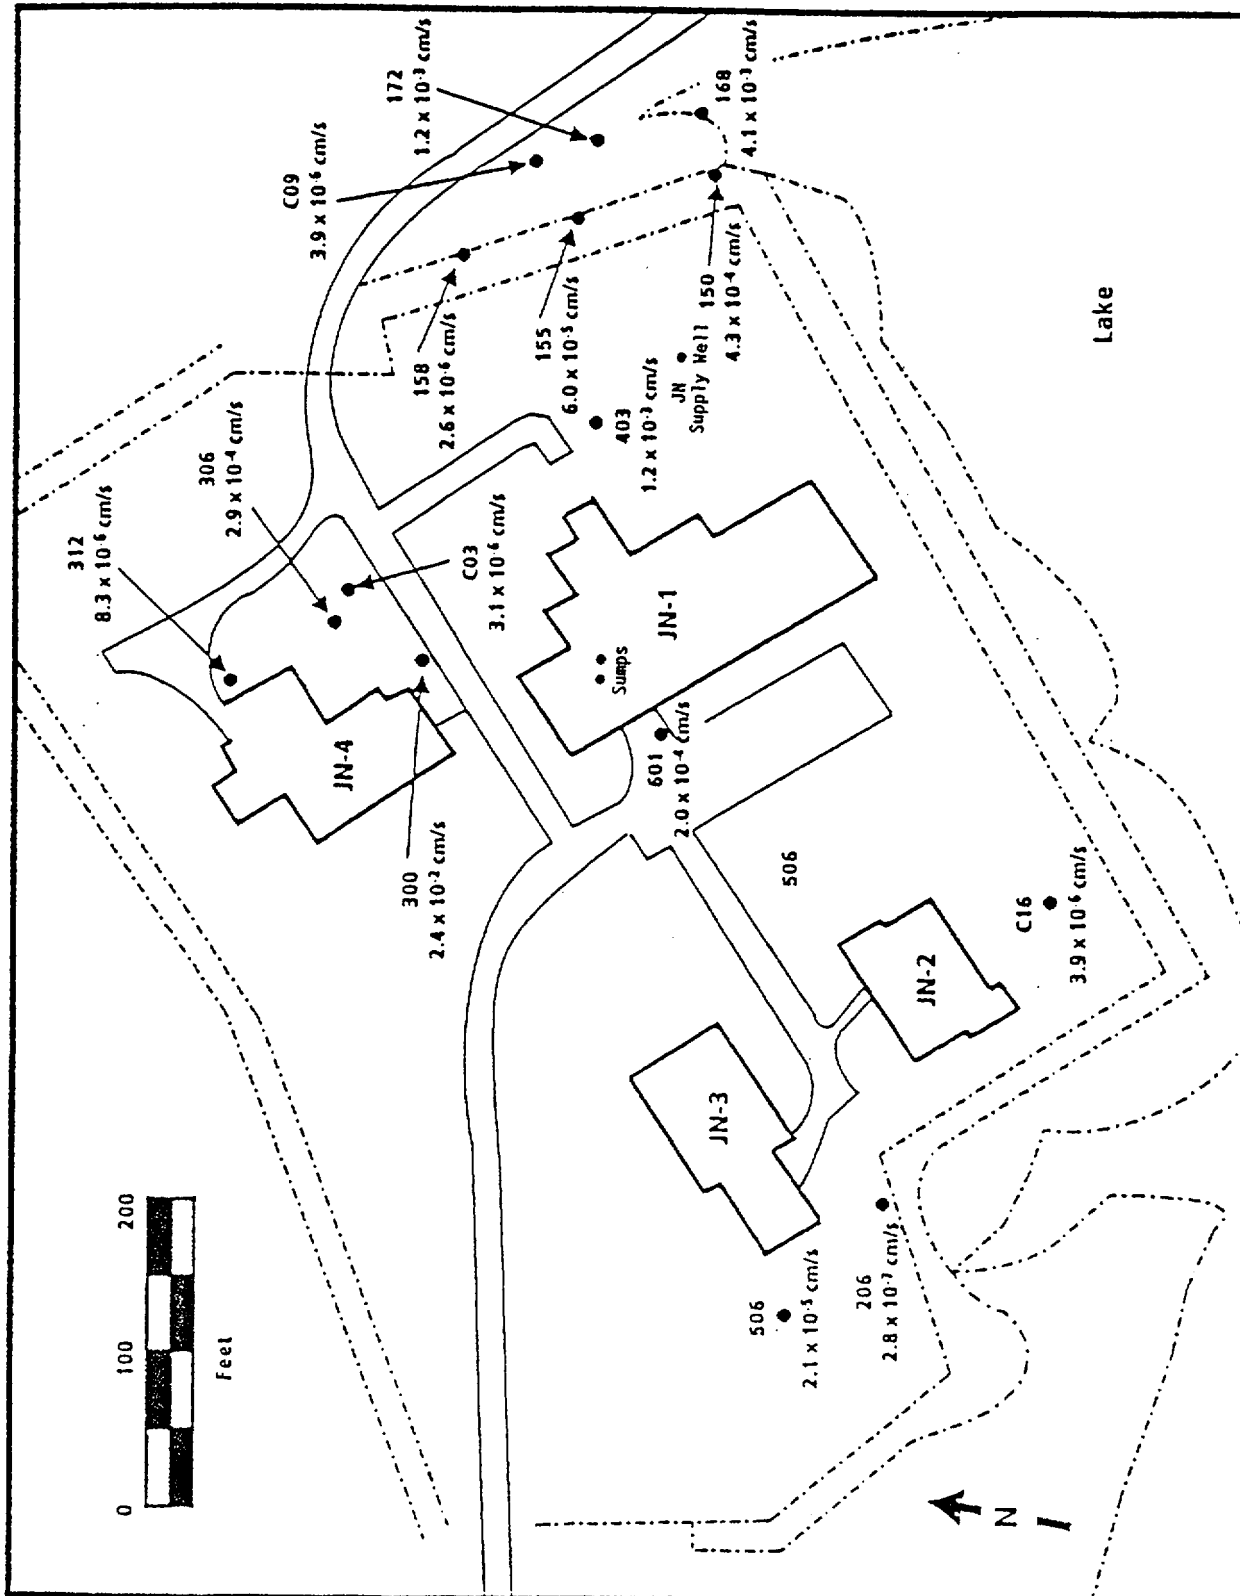 0 100 200
Feet
312
8.3 x 10⁻⁶ cm/s
306
2.9 x 10⁻⁴ cm/s
C09
3.9 x 10⁻⁶ cm/s
172
1.2 x 10⁻³ cm/s
JN-4
300
2.4 x 10⁻² cm/s
C03
3.1 x 10⁻⁶ cm/s
158
2.6 x 10⁻⁶ cm/s
155
6.0 x 10⁻⁵ cm/s
403
1.2 x 10⁻³ cm/s
Sumps
JN-1
601
2.0 x 10⁻⁴ cm/s
JN
Supply Well
150
4.3 x 10⁻⁴ cm/s
168
4.1 x 10⁻³ cm/s
JN-3
506
506
2.1 x 10⁻⁵ cm/s
206
2.8 x 10⁻⁷ cm/s
JN-2
C16
3.9 x 10⁻⁶ cm/s
N
Lake